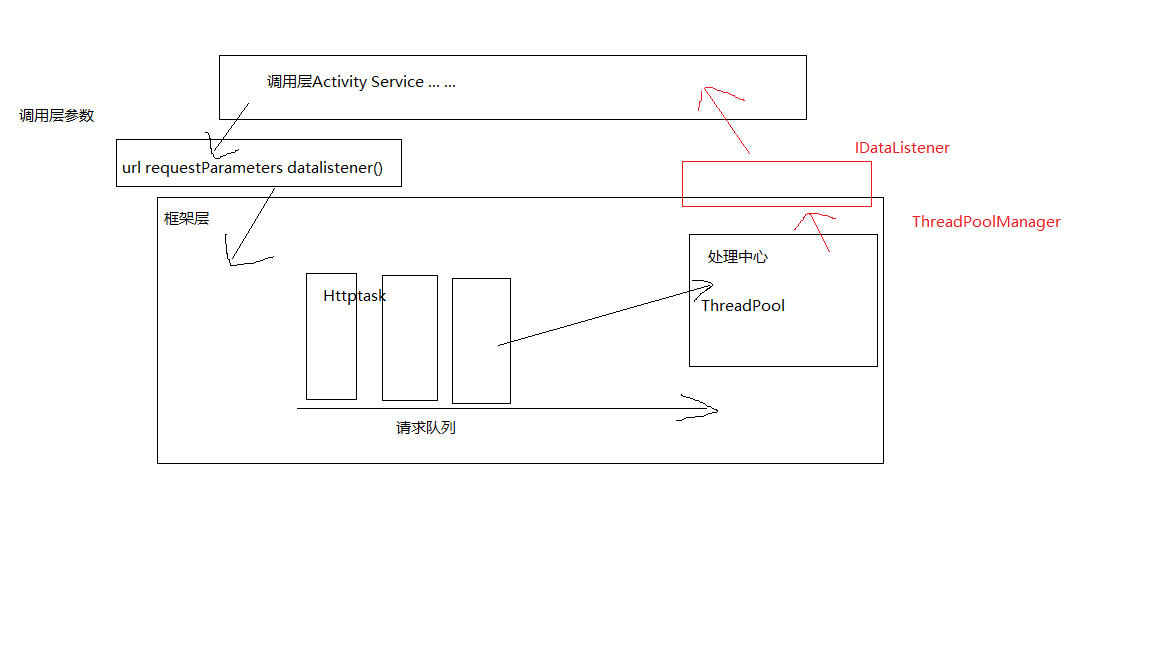 调用层Activity Service ... ...
调用层参数
url requestParameters datalistener()
IDataListener
框架层
ThreadPoolManager
处理中心
Httptask
ThreadPool
请求队列